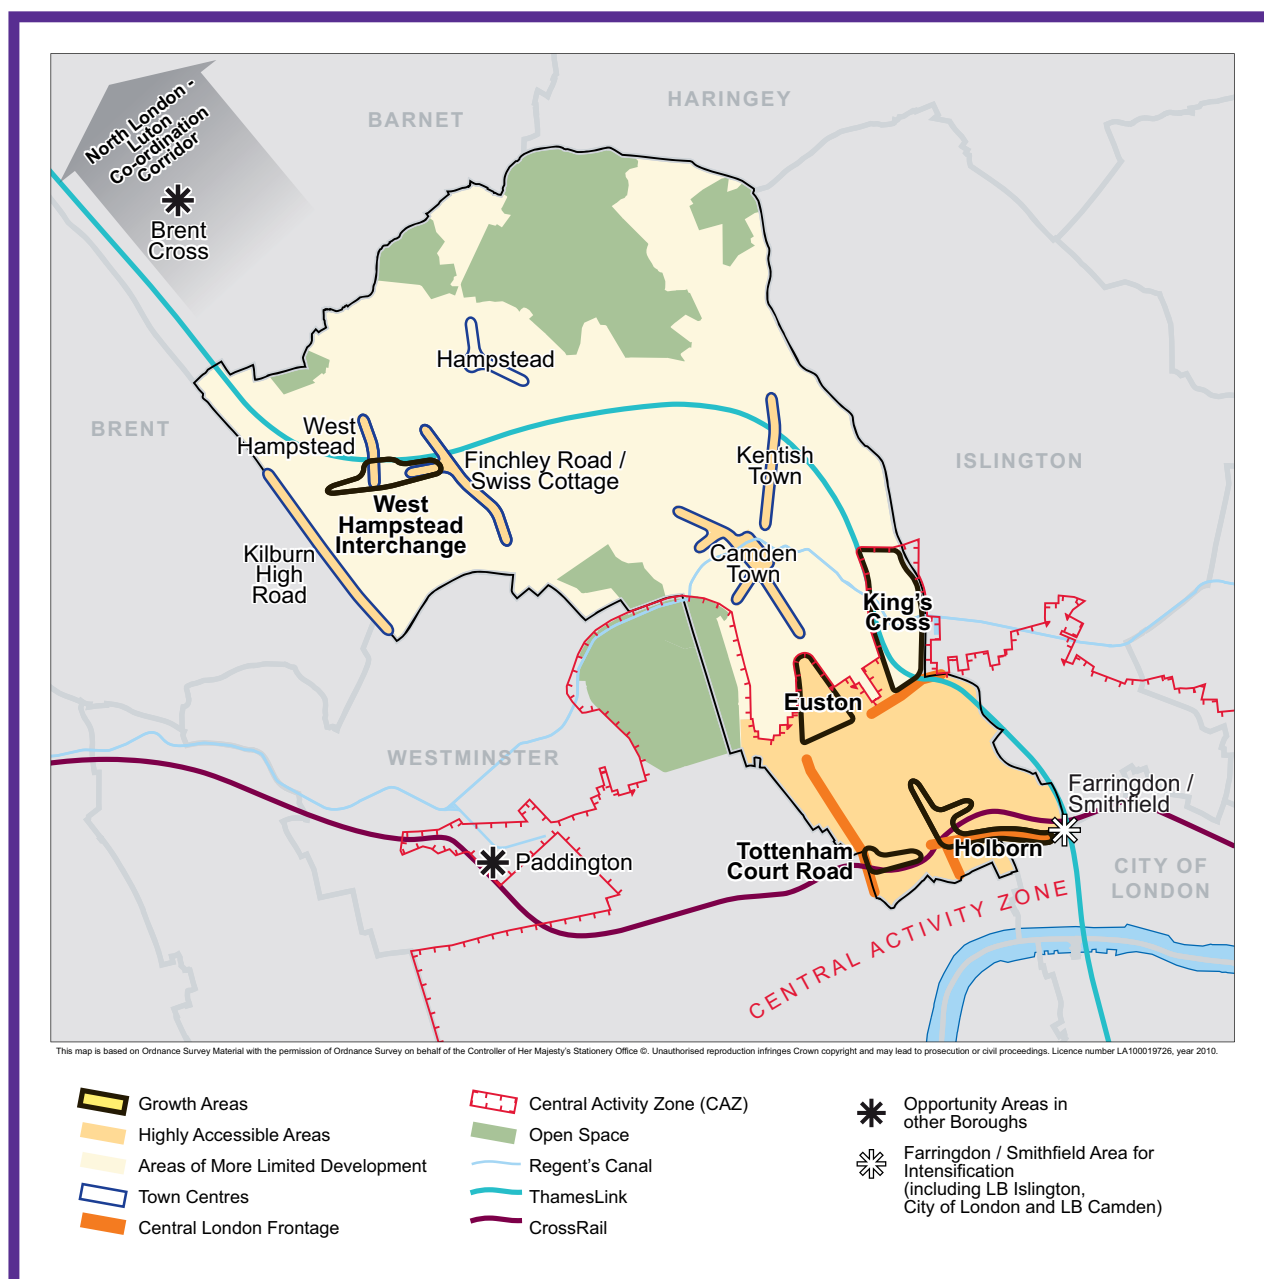 North London -
Luton
Co-ordination
Corridor
Brent
Cross
BARNET
HARINGEY
BRENT
ISLINGTON
Hampstead
West
Hampstead
Finchley Road /
Swiss Cottage
West
Hampstead
Interchange
Kentish
Town
Kilburn
High
Road
Camden
Town
King's
Cross
Euston
WESTMINSTER
Farringdon /
Smithfield
Paddington
Tottenham
Court Road
Holborn
CITY OF
LONDON
CENTRAL ACTIVITY ZONE
This map is based on Ordnance Survey Material with the permission of Ordnance Survey on behalf of the Controller of Her Majesty's Stationery Office ©. Unauthorised reproduction infringes Crown copyright and may lead to prosecution or civil proceedings. Licence number LA100019726, year 2010.
Growth Areas
Highly Accessible Areas
Areas of More Limited Development
Town Centres
Central London Frontage
Central Activity Zone (CAZ)
Open Space
Regent's Canal
ThamesLink
CrossRail
Opportunity Areas in
other Boroughs
Farringdon / Smithfield Area for
Intensification
(including LB Islington,
City of London and LB Camden)